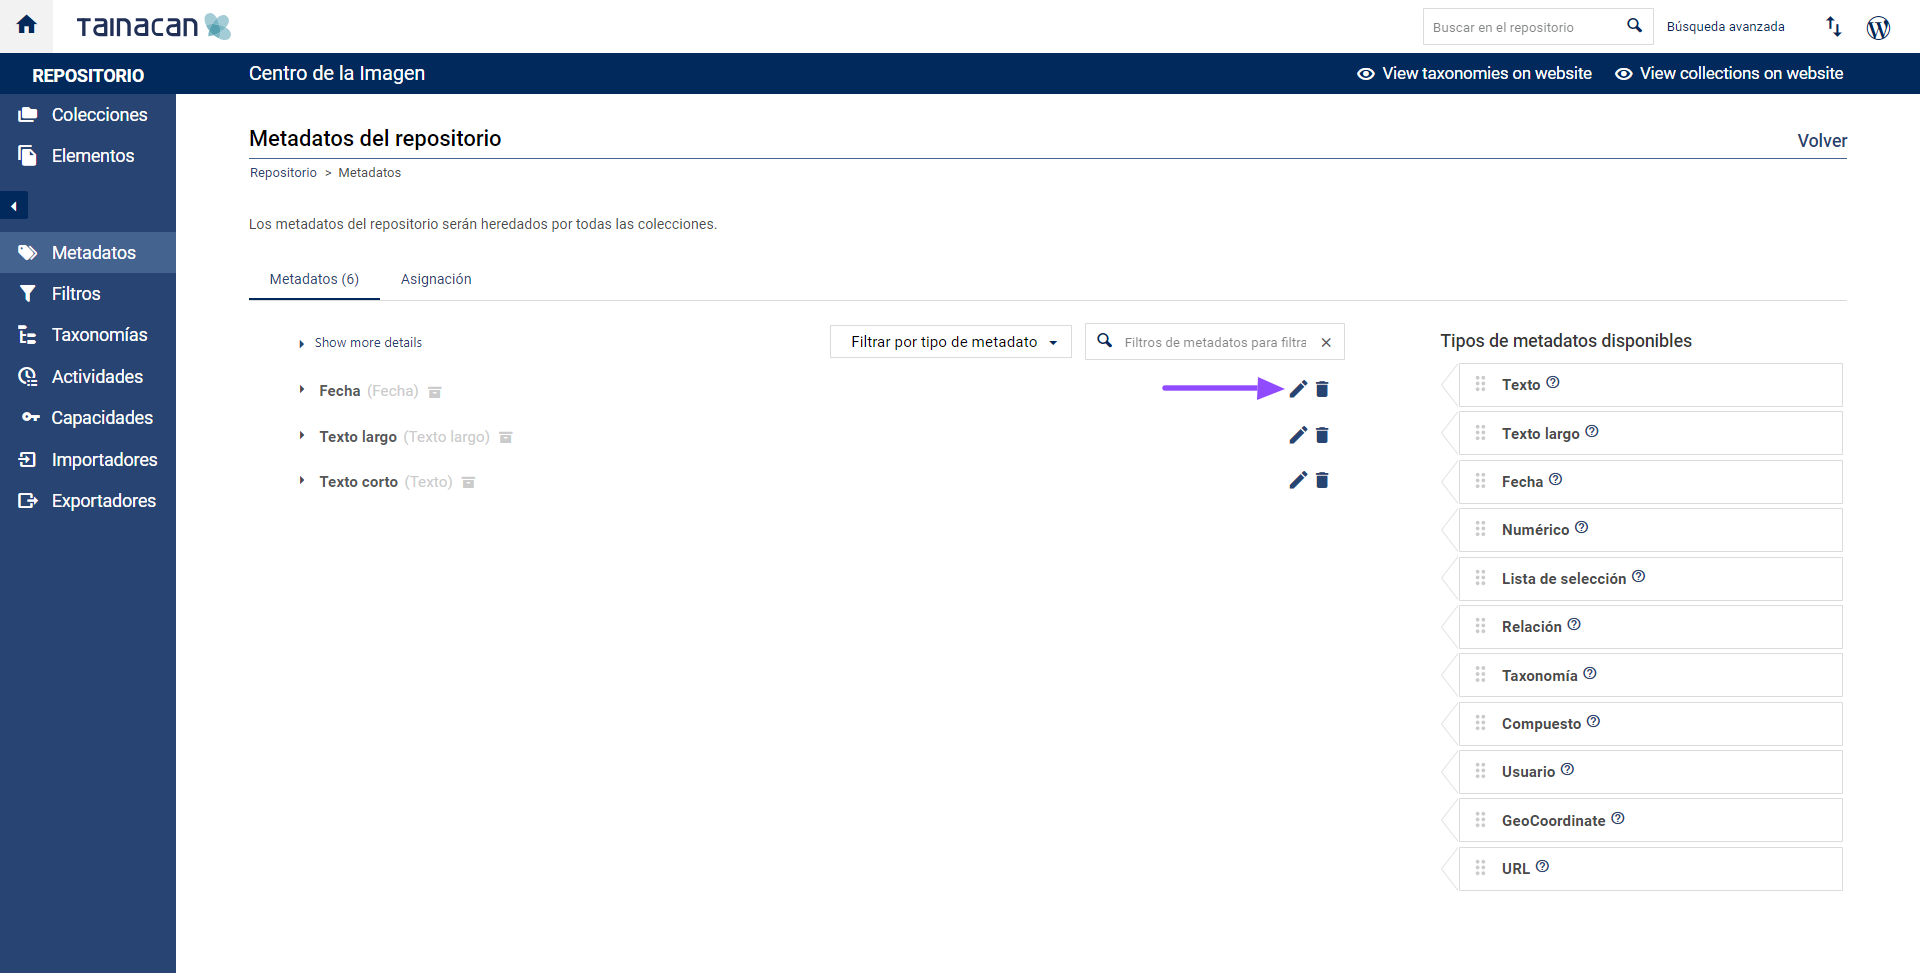 TAINACAN
Buscar en el repositorio
Búsqueda avanzada
REPOSITORIO
Centro de la Imagen
View taxonomies on website
View collections on website
Colecciones
Elementos
Metadatos
Filtros
Taxonomías
Actividades
Capacidades
Importadores
Exportadores
Metadatos del repositorio
Volver
Repositorio > Metadatos
Los metadatos del repositorio serán heredados por todas las colecciones.
Metadatos (6)
Asignación
Show more details
Filtrar por tipo de metadato
Filtros de metadatos para filtra
Fecha (Fecha)
Texto largo (Texto largo)
Texto corto (Texto)
Tipos de metadatos disponibles
Texto
Texto largo
Fecha
Numérico
Lista de selección
Relación
Taxonomía
Compuesto
Usuario
GeoCoordinate
URL